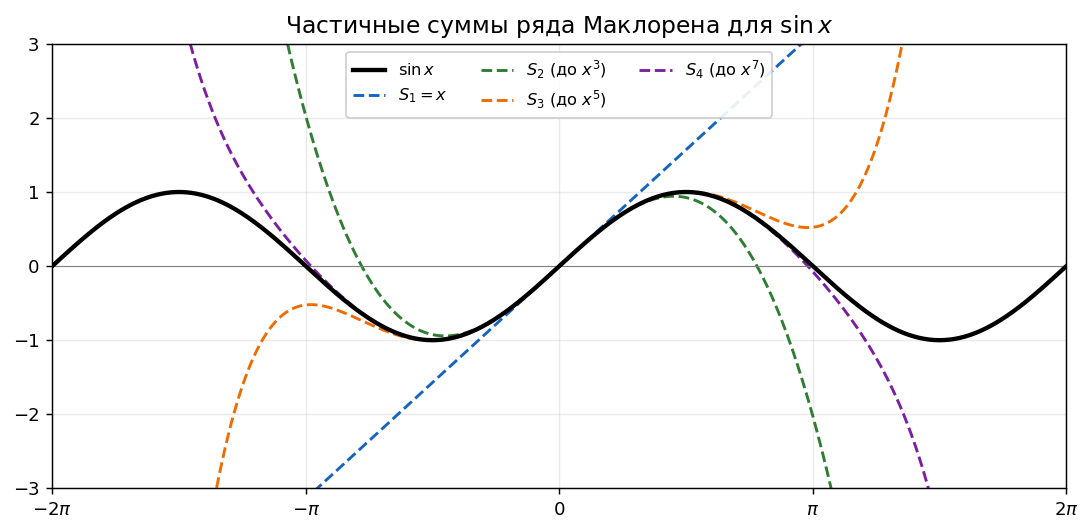 Частичные суммы ряда Маклорена для sin x
sin x
S₁ = x
S₂ (до x³)
S₃ (до x⁵)
S₄ (до x⁷)
3
2
1
0
−1
−2
−3
−2π
−π
0
π
2π